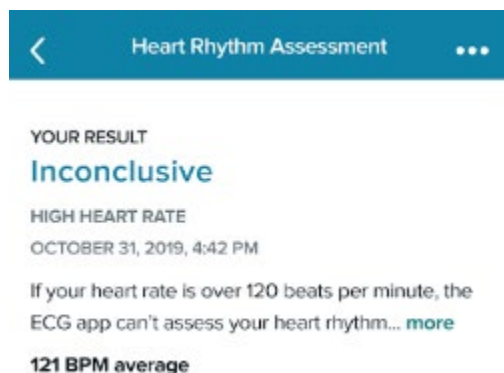 Heart Rhythm Assessment
YOUR RESULT
Inconclusive
HIGH HEART RATE
OCTOBER 31, 2019, 4:42 PM
If your heart rate is over 120 beats per minute, the
ECG app can't assess your heart rhythm... more
121 BPM average